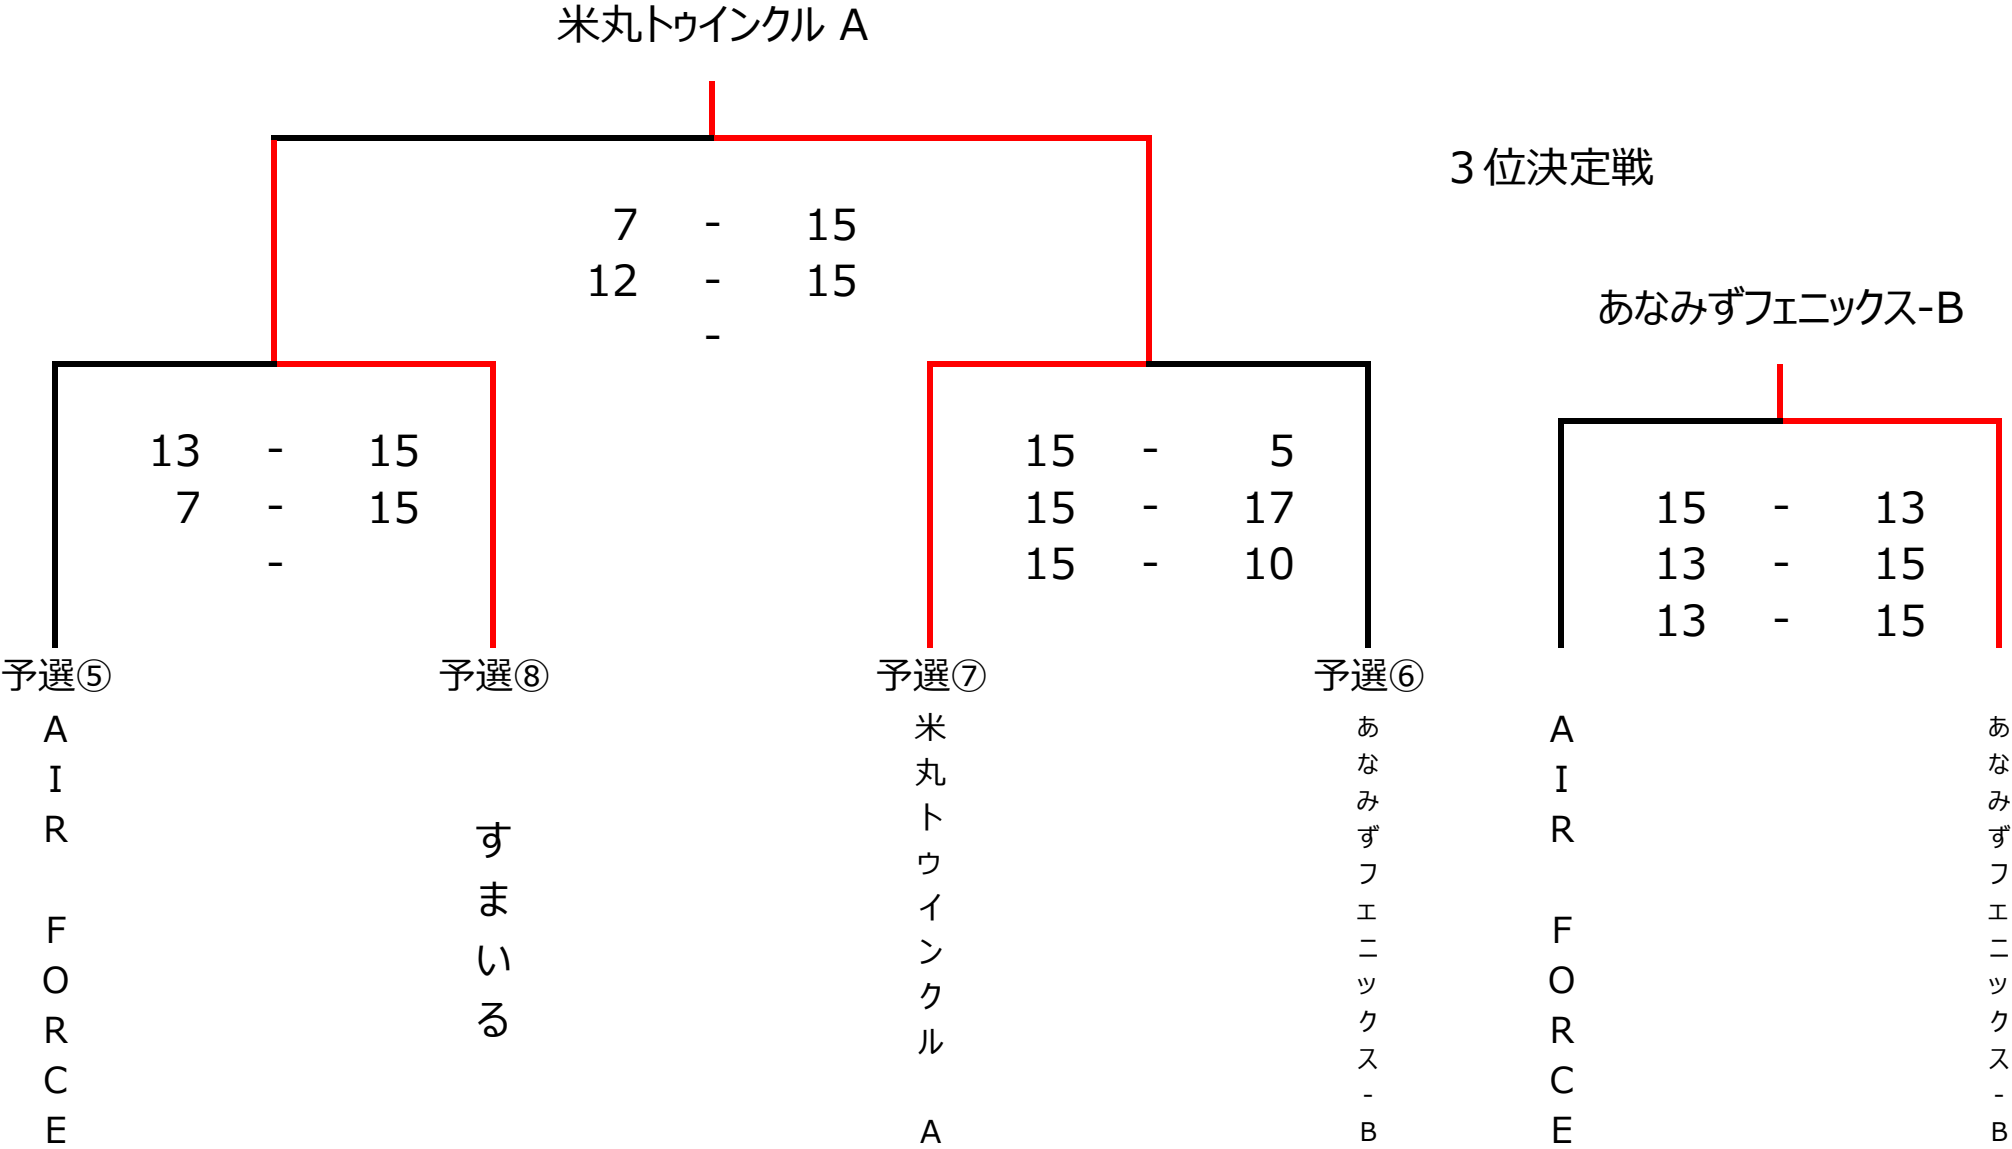 米丸トゥインクル A
３位決定戦
7 - 15
12 - 15
-
あなみずフェニックス-B
13 - 15
7 - 15
-
15 - 5
15 - 17
15 - 10
15 - 13
13 - 15
13 - 15
予選⑤
予選⑧
予選⑦
予選⑥
AIR FORCE
すまいる
米丸トゥインクル A
あなみずフェニックス-B
AIR FORCE
あなみずフェニックス-B